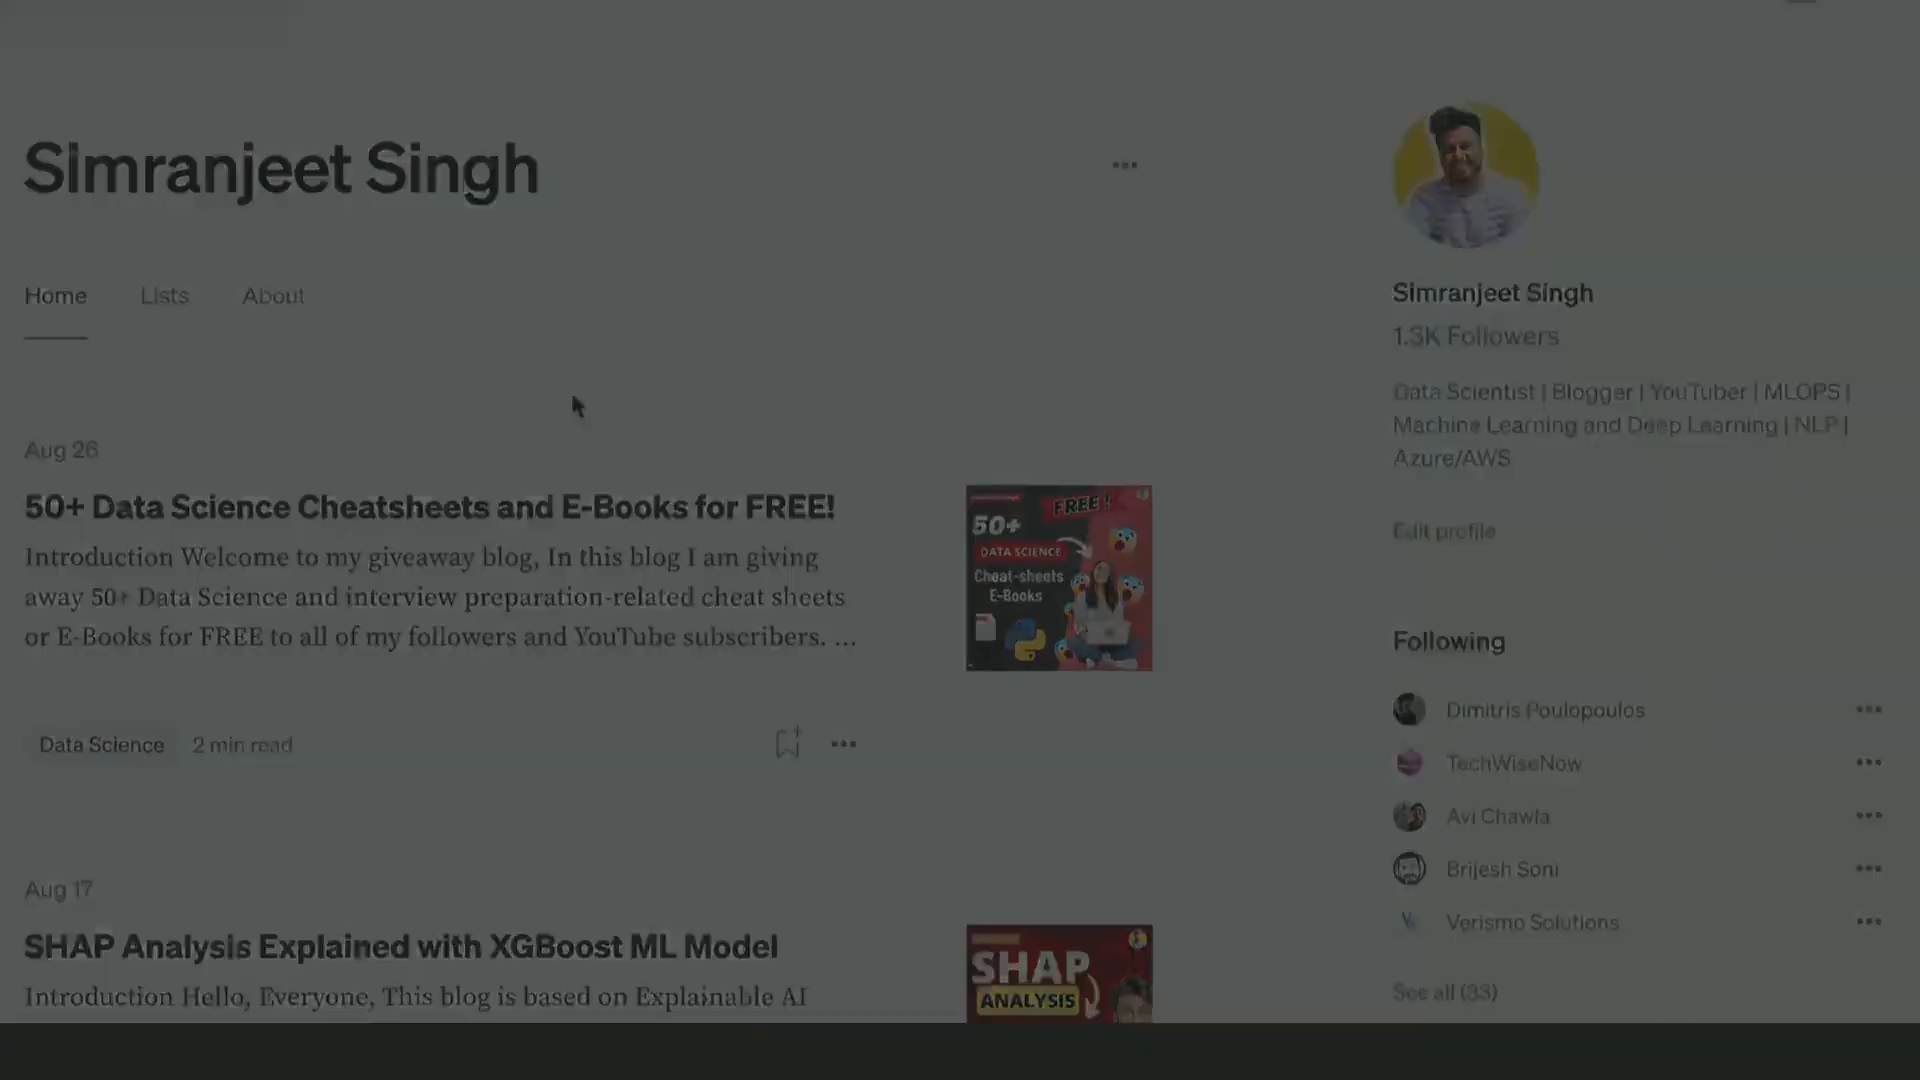 Simranjeet Singh
Home
Lists
About
Aug 26
50+ Data Science Cheatsheets and E-Books for FREE!
Introduction Welcome to my giveaway blog, In this blog I am giving
away 50+ Data Science and interview preparation-related cheat sheets
or E-Books for FREE to all of my followers and YouTube subscribers. ...
FREE !
50+
DATA SCIENCE
Cheat-sheets
E-Books
Data Science
2 min read
Aug 17
SHAP Analysis Explained with XGBoost ML Model
Introduction Hello, Everyone, This blog is based on Explainable AI
SHAP
ANALYSIS
Simranjeet Singh
1.3K Followers
Data Scientist | Blogger | YouTuber | MLOPS |
Machine Learning and Deep Learning | NLP |
Azure/AWS
Edit profile
Following
Dimitris Poulopoulos
TechWiseNow
Avi Chawla
Brijesh Soni
Verismo Solutions
See all (33)